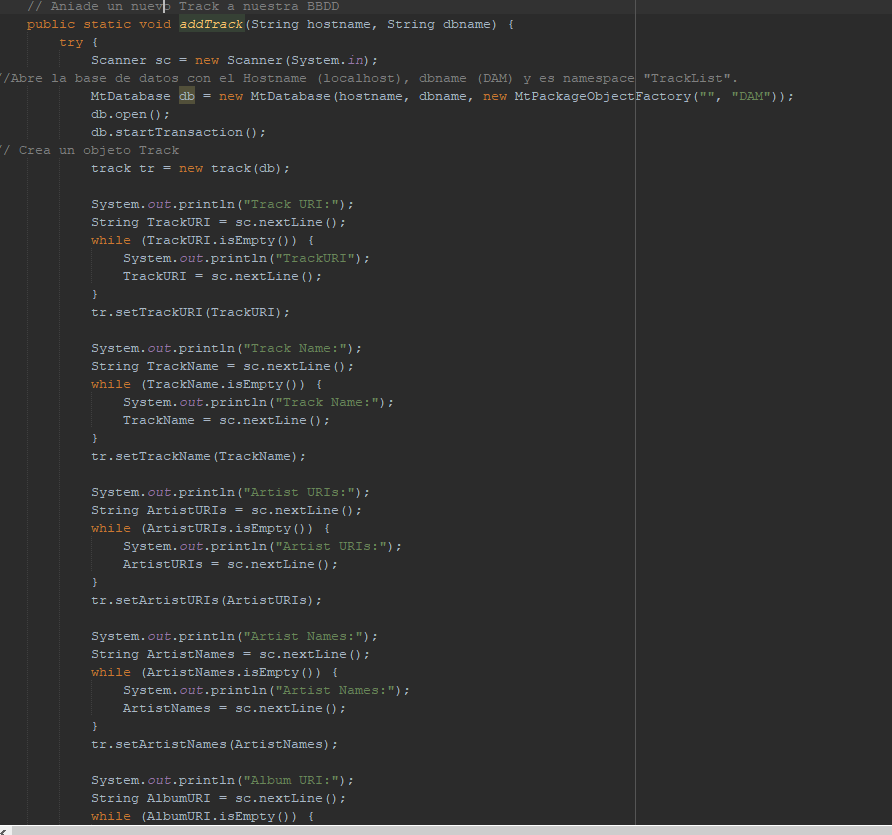 // Aniade un nuevo Track a nuestra BBDD
public static void addTrack(String hostname, String dbname) {
try {
Scanner sc = new Scanner(System.in);
//Abre la base de datos con el Hostname (localhost), dbname (DAM) y es namespace "TrackList".
MtDatabase db = new MtDatabase(hostname, dbname, new MtPackageObjectFactory("", "DAM"));
db.open();
db.startTransaction();
// Crea un objeto Track
track tr = new track(db);
System.out.println("Track URI:");
String TrackURI = sc.nextLine();
while (TrackURI.isEmpty()) {
System.out.println("TrackURI");
TrackURI = sc.nextLine();
}
tr.setTrackURI(TrackURI);
System.out.println("Track Name:");
String TrackName = sc.nextLine();
while (TrackName.isEmpty()) {
System.out.println("Track Name:");
TrackName = sc.nextLine();
}
tr.setTrackName(TrackName);
System.out.println("Artist URIs:");
String ArtistURIs = sc.nextLine();
while (ArtistURIs.isEmpty()) {
System.out.println("Artist URIs:");
ArtistURIs = sc.nextLine();
}
tr.setArtistURIs(ArtistURIs);
System.out.println("Artist Names:");
String ArtistNames = sc.nextLine();
while (ArtistNames.isEmpty()) {
System.out.println("Artist Names:");
ArtistNames = sc.nextLine();
}
tr.setArtistNames(ArtistNames);
System.out.println("Album URI:");
String AlbumURI = sc.nextLine();
while (AlbumURI.isEmpty()) {